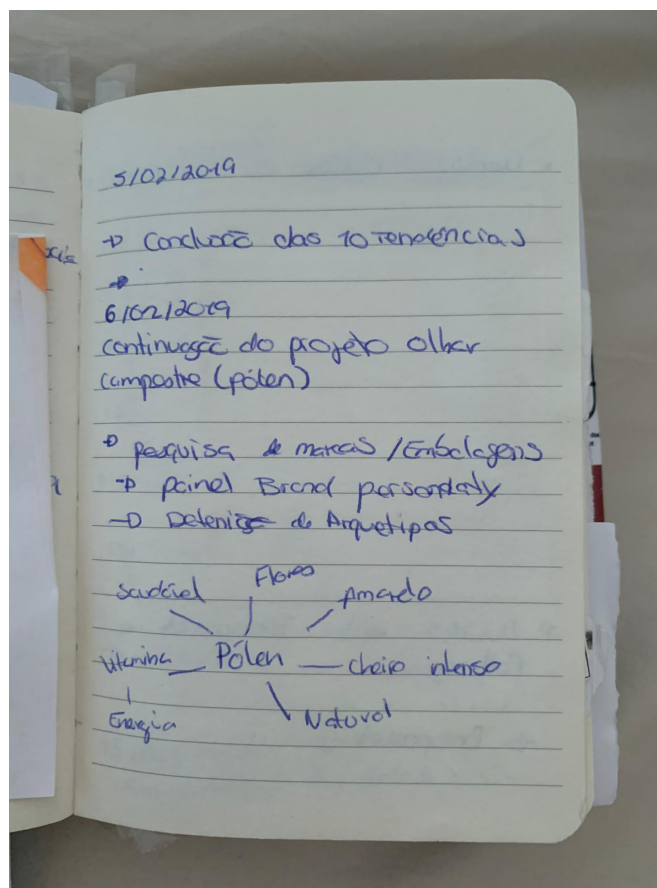 5/02/2019
→ Conclusão das 10 Tendências
→
6/02/2019
continuação do projeto olhar
campestre (pólen)
→ pesquisa de marcas / Embalagens
→ painel Brand personality
→ Definição de Arquetipos
Saudável Flores Amarelo
Vitamina Pólen cheiro intenso
Energia Natural